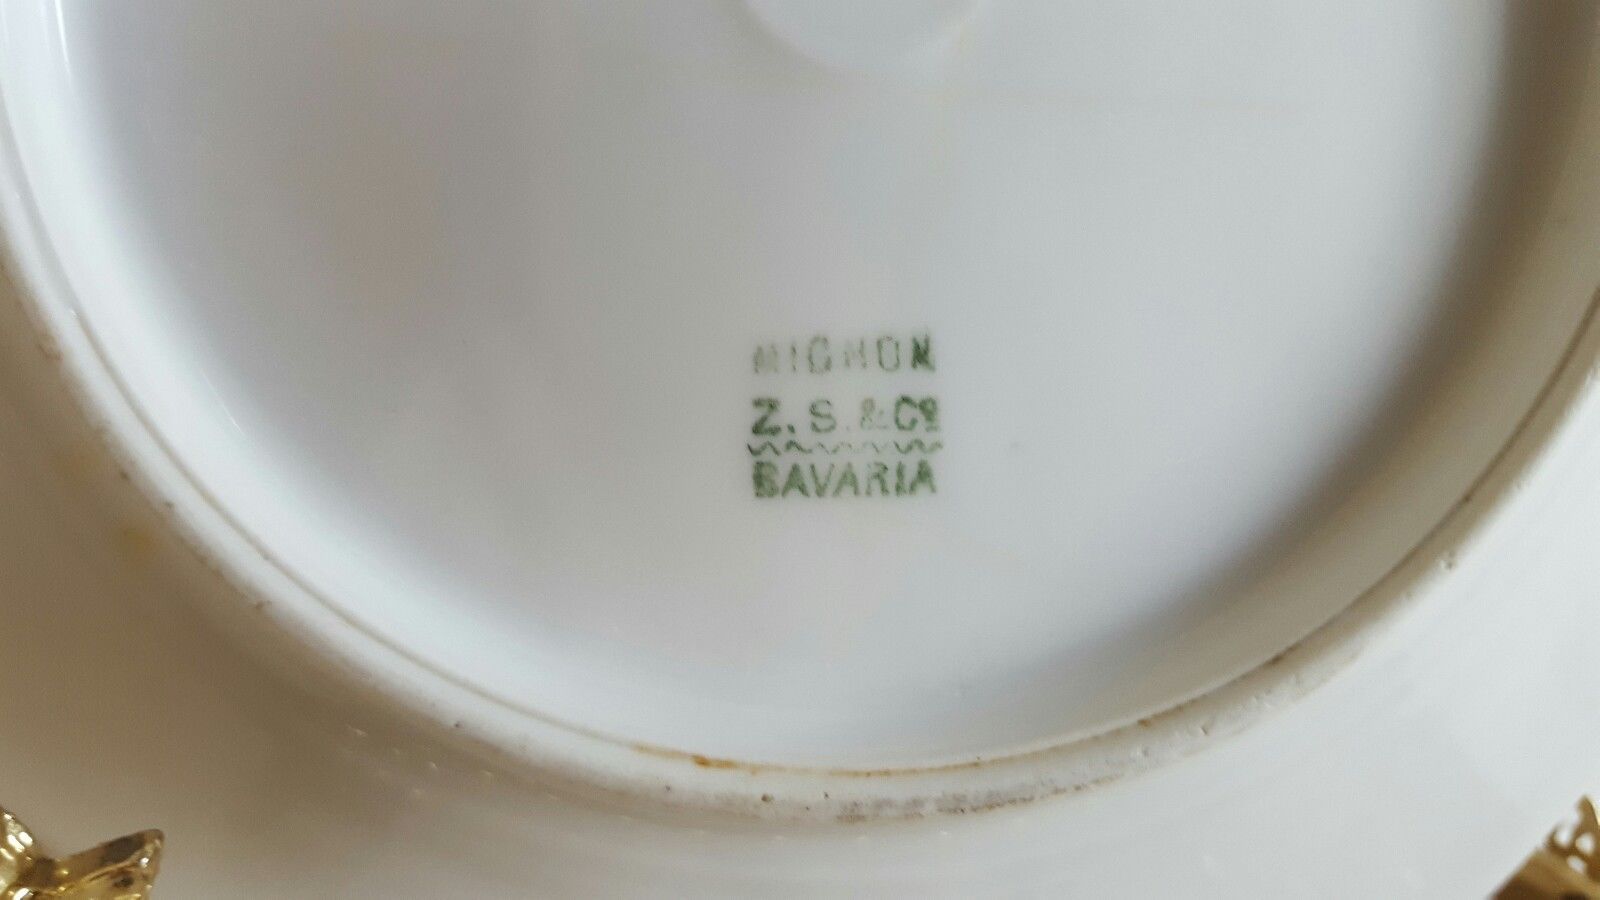 MIGNON
Z. S. & Cº
BAVARIA